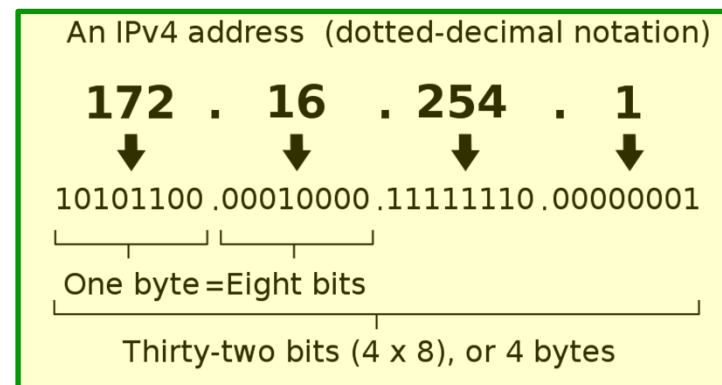 An IPv4 address (dotted-decimal notation)
172 . 16 . 254 . 1
10101100 .00010000 .11111110 .00000001
One byte =Eight bits
Thirty-two bits (4 x 8), or 4 bytes